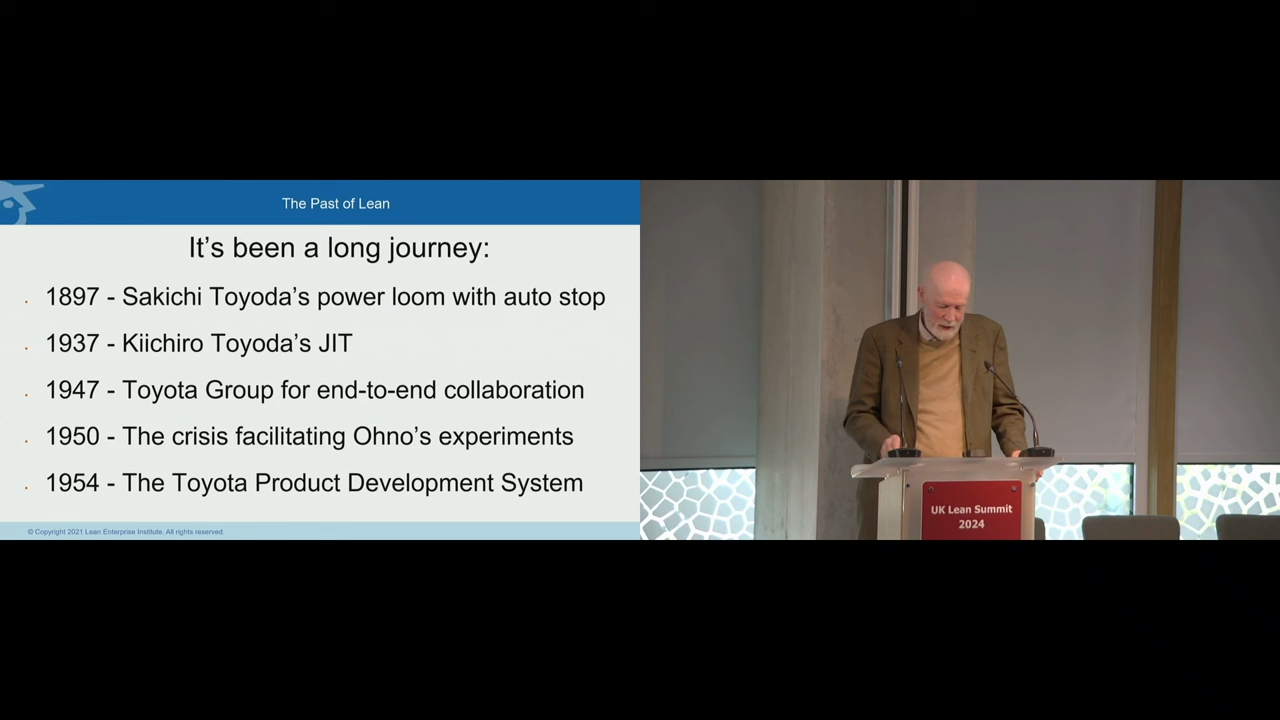 The Past of Lean
It's been a long journey:
1897 - Sakichi Toyoda's power loom with auto stop
1937 - Kiichiro Toyoda's JIT
1947 - Toyota Group for end-to-end collaboration
1950 - The crisis facilitating Ohno's experiments
1954 - The Toyota Product Development System
© Copyright 2021 Lean Enterprise Institute. All rights reserved.
UK Lean Summit
2024